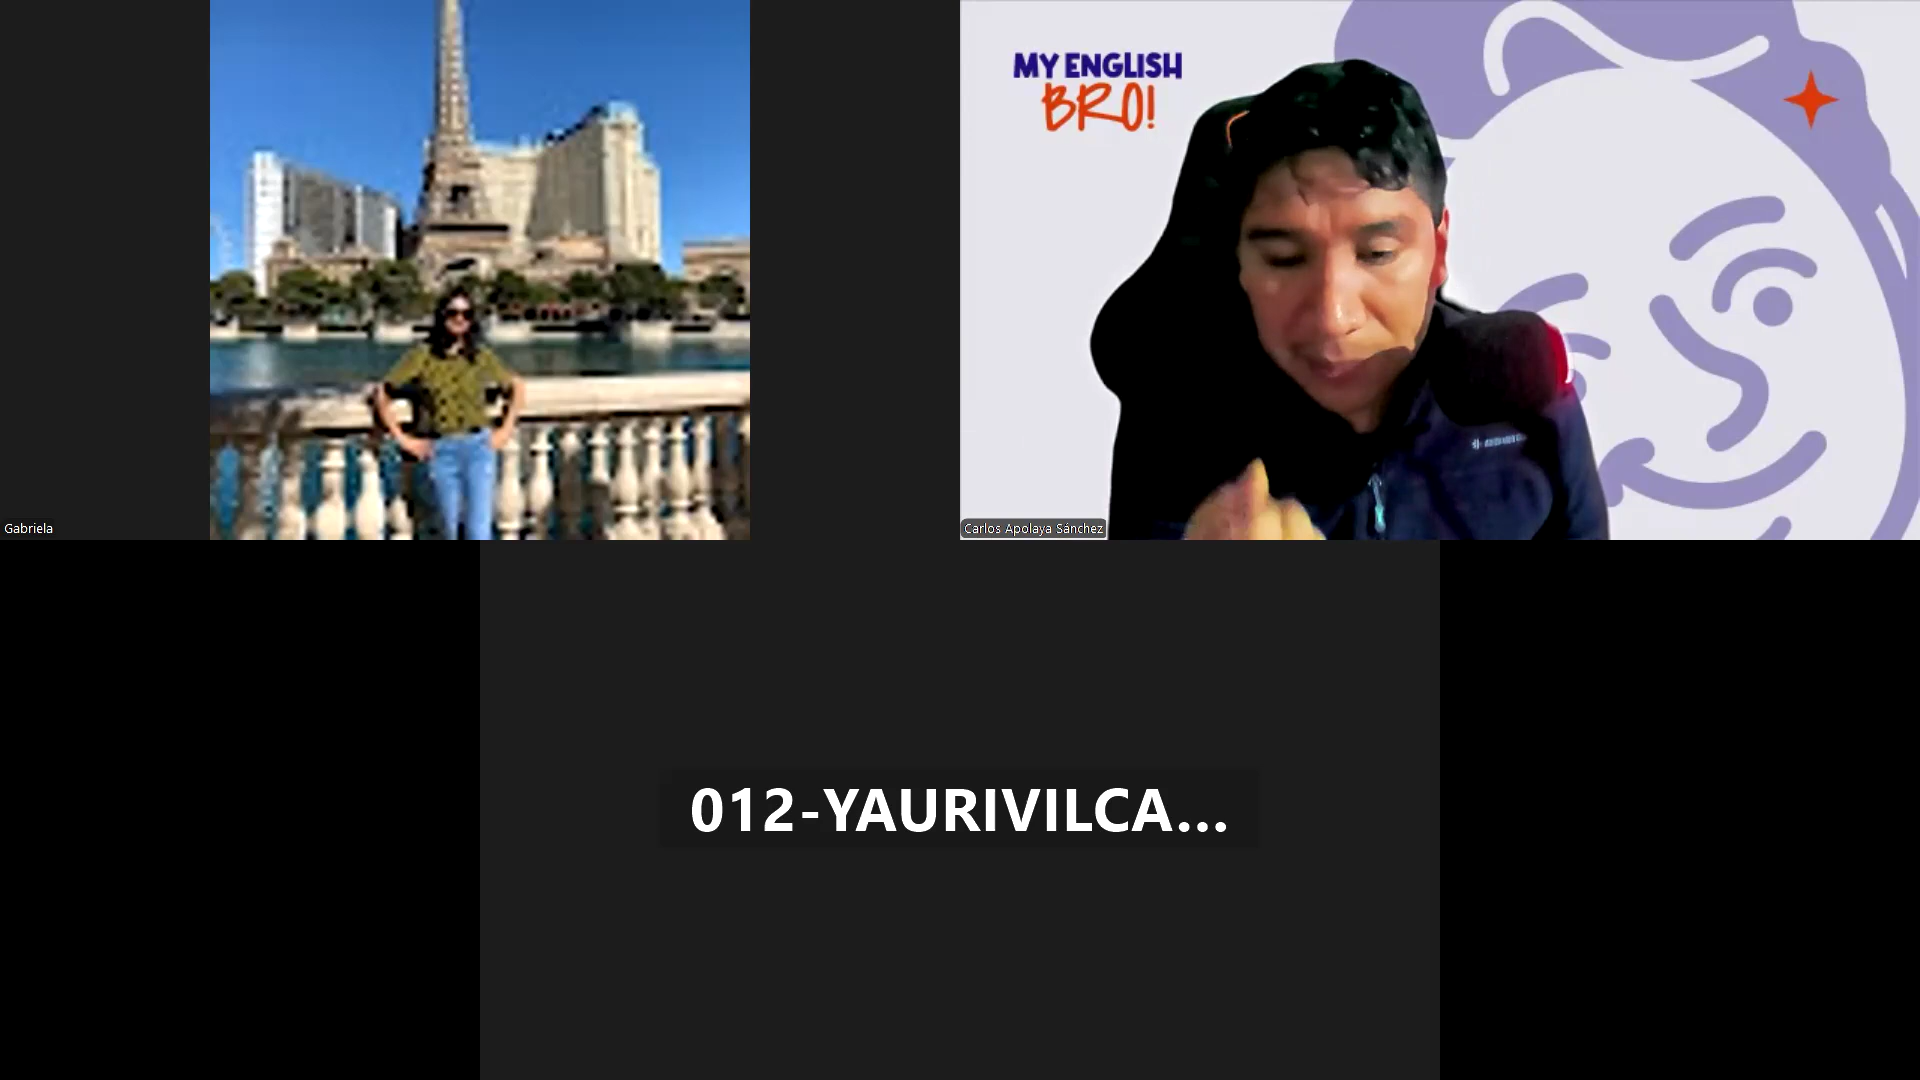 MY ENGLISH
BRO!
Gabriela
Carlos Apolaya Sánchez
012-YAURIVILCA...